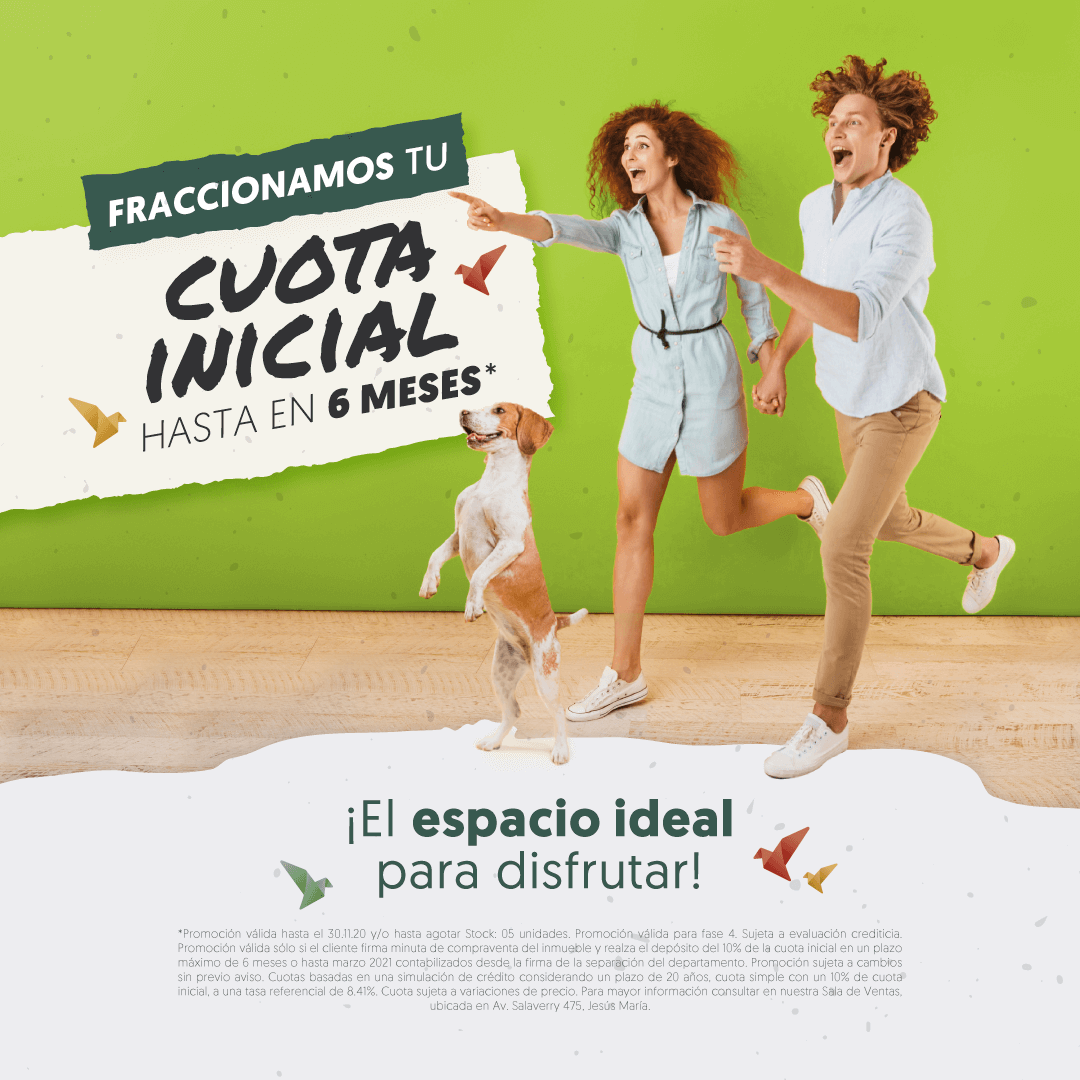 FRACCIONAMOS TU
CUOTA
INICIAL
HASTA EN 6 MESES*
¡El espacio ideal
para disfrutar!
*Promoción válida hasta el 30.11.20 y/o hasta agotar Stock: 05 unidades. Promoción válida para fase 4. Sujeta a evaluación crediticia.
Promoción válida sólo si el cliente firma minuta de compraventa del inmueble y realza el depósito del 10% de la cuota inicial en un plazo
máximo de 6 meses o hasta marzo 2021 contabilizados desde la firma de la separación del departamento. Promoción sujeta a cambios
sin previo aviso. Cuotas basadas en una simulación de crédito considerando un plazo de 20 años, cuota simple con un 10% de cuota
inicial, a una tasa referencial de 8,41%. Cuota sujeta a variaciones de precio. Para mayor información consultar en nuestra Sala de Ventas,
ubicada en Av. Salaverry 475, Jesús María.